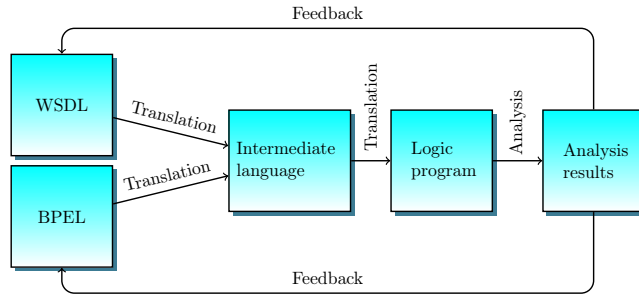 Feedback
WSDL
Translation
Translation
Intermediate
language
Translation
Logic
program
Analysis
Analysis
results
BPEL
Feedback